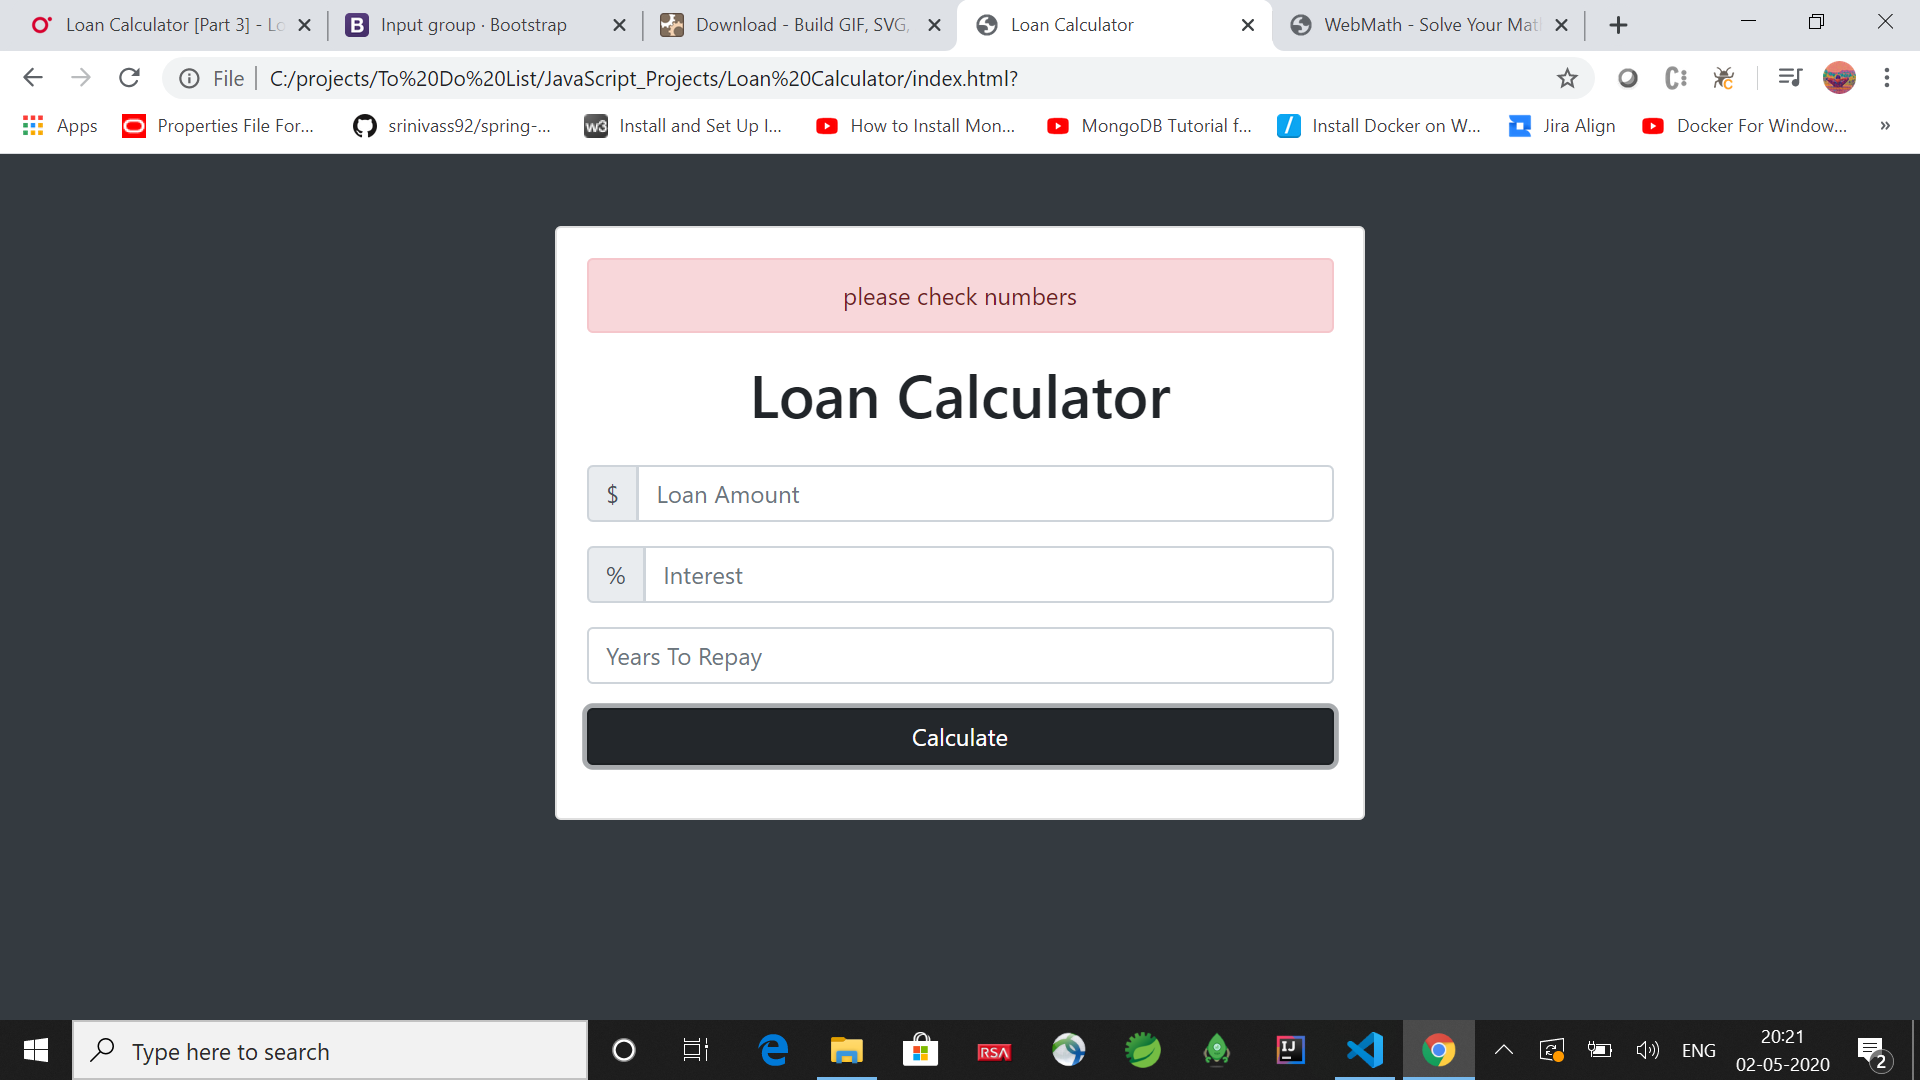 Loan Calculator [Part 3] - Lo
Input group · Bootstrap
Download - Build GIF, SVG,
Loan Calculator
WebMath - Solve Your Mat
File
C:/projects/To%20Do%20List/JavaScript_Projects/Loan%20Calculator/index.html?
Apps
Properties File For...
srinivass92/spring-...
w3
Install and Set Up I...
How to Install Mon...
MongoDB Tutorial f...
Install Docker on W...
Jira Align
Docker For Window...
»
please check numbers
Loan Calculator
$
Loan Amount
%
Interest
Years To Repay
Calculate
Type here to search
RSA
IJ
ENG
20:21
02-05-2020
2